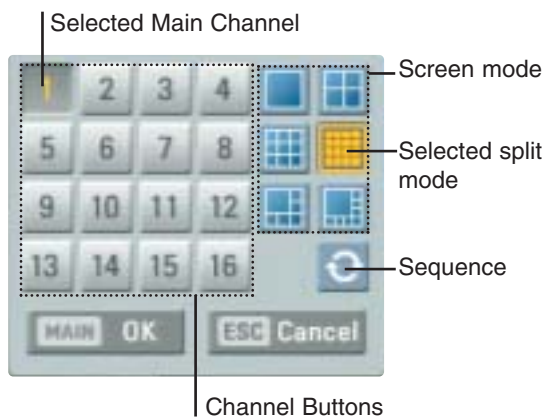 Selected Main Channel
Screen mode
1 2 3 4
5 6 7 8
Selected split
mode
9 10 11 12
13 14 15 16
Sequence
MAIN OK ESC Cancel
Channel Buttons